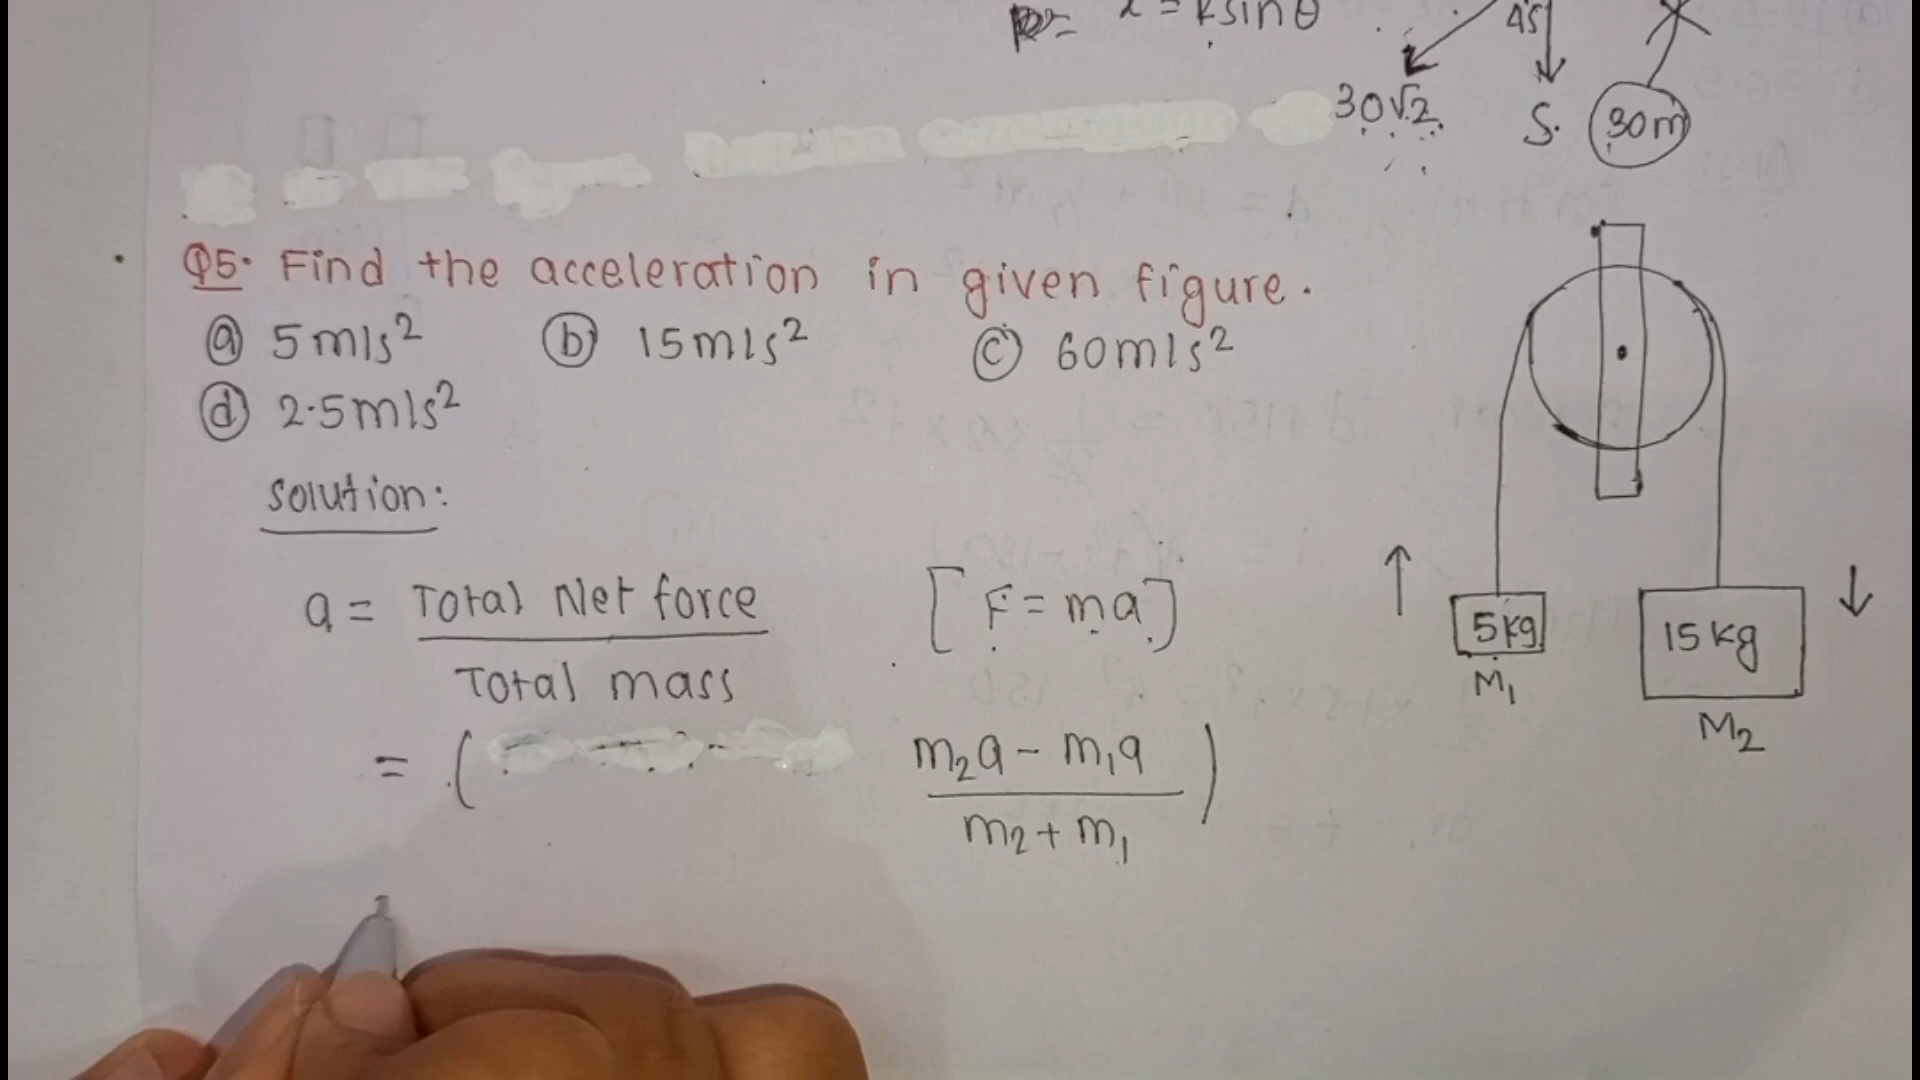 = rsinθ
45
30√2
S.
30m
Q5. Find the acceleration in given figure.
(a) 5m/s² (b) 15m/s² (c) 60m/s²
(d) 2.5m/s²
Solution:
a = Total Net force / Total mass [F = ma]
= ( m₂a - m₁a / m₂ + m₁ )
5kg
M₁
15kg
M₂